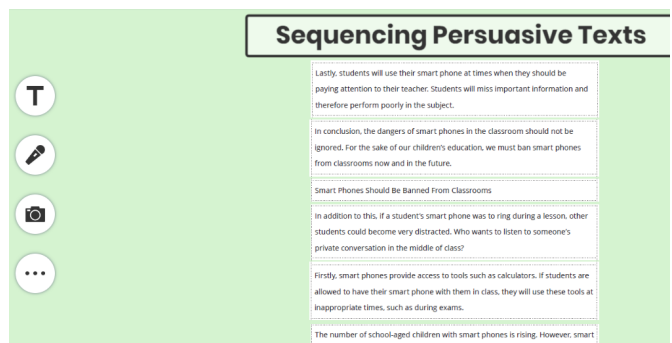 Sequencing Persuasive Texts
T
Lastly, students will use their smart phone at times when they should be
paying attention to their teacher. Students will miss important information and
therefore perform poorly in the subject.
In conclusion, the dangers of smart phones in the classroom should not be
ignored. For the sake of our children's education, we must ban smart phones
from classrooms now and in the future.
Smart Phones Should Be Banned From Classrooms
In addition to this, if a student's smart phone was to ring during a lesson, other
students could become very distracted. Who wants to listen to someone's
private conversation in the middle of class?
Firstly, smart phones provide access to tools such as calculators. If students are
allowed to have their smart phone with them in class, they will use these tools at
inappropriate times, such as during exams.
The number of school-aged children with smart phones is rising. However, smart